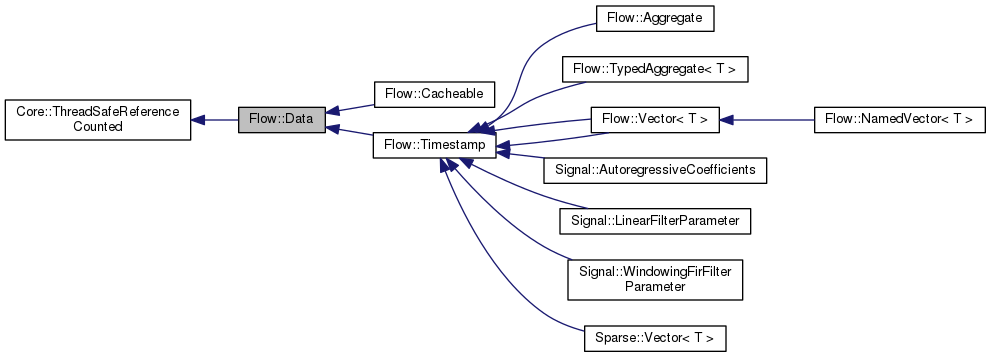 Core::ThreadSafeReference
Counted
Flow::Data
Flow::Cacheable
Flow::Timestamp
Flow::Aggregate
Flow::TypedAggregate< T >
Flow::Vector< T >
Flow::NamedVector< T >
Signal::AutoregressiveCoefficients
Signal::LinearFilterParameter
Signal::WindowingFirFilter
Parameter
Sparse::Vector< T >